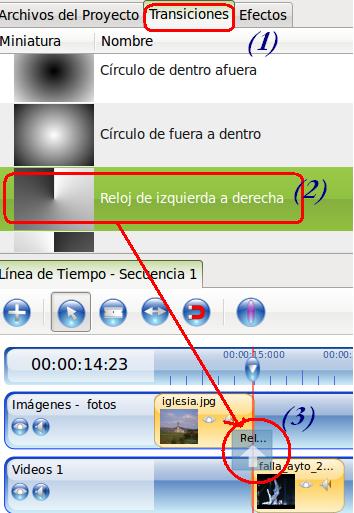 Archivos del Proyecto Transiciones Efectos
(1)
Miniatura Nombre
Círculo de dentro afuera
Círculo de fuera a dentro
Reloj de izquierda a derecha (2)
Línea de Tiempo - Secuencia 1
00:00:14:23 00:00:15:000 00:00:
Imágenes - fotos iglesia.jpg (3)
Rel...
Videos 1 falla_ayto_2...